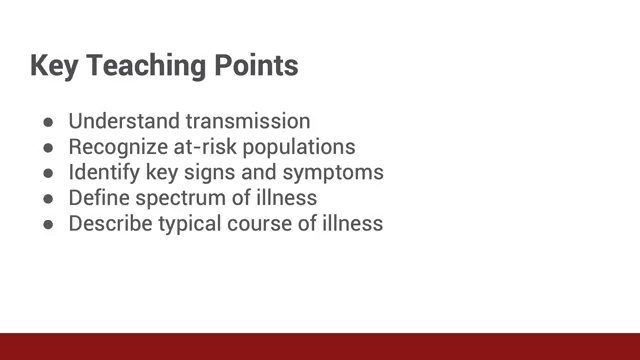 Key Teaching Points
● Understand transmission
● Recognize at-risk populations
● Identify key signs and symptoms
● Define spectrum of illness
● Describe typical course of illness